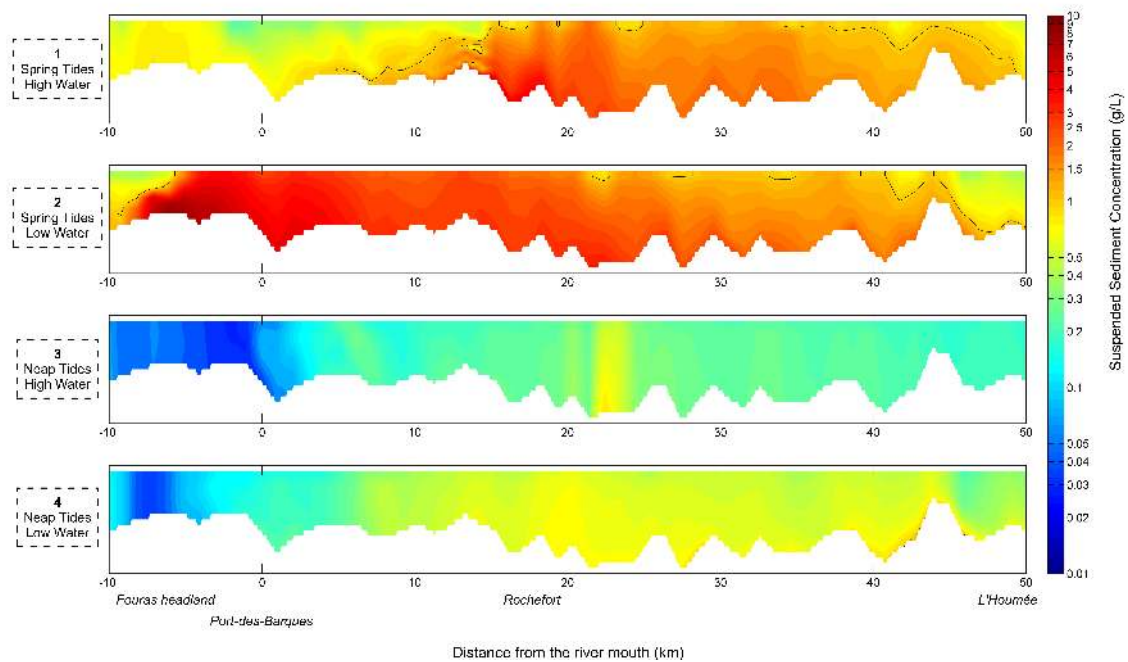 1
Spring Tides
High Water
-10 0 10 20 30 40 50
2
Spring Tides
Low Water
-10 0 10 20 30 40 50
3
Neap Tides
High Water
-10 0 10 20 30 40 50
4
Neap Tides
Low Water
-10 0 10 20 30 40 50
Fouras headland Rochefort L'Houmée
Port-des-Barques
Distance from the river mouth (km)
10
9
8
7
6
5
4
3
2
1.5
1
0.5
0.4
0.3
0.2
0.1
0.05
0.04
0.03
0.02
0.01
Suspended Sediment Concentration (g/L)